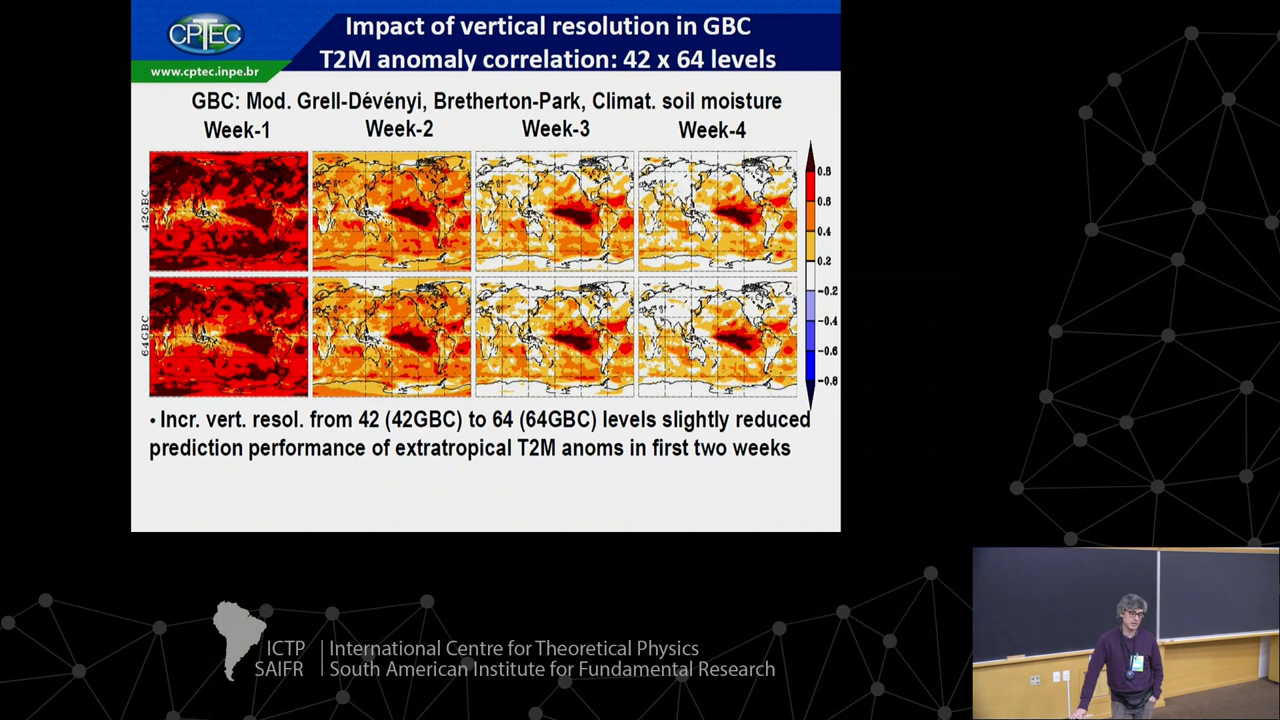 CPTEC
www.cptec.inpe.br
Impact of vertical resolution in GBC
T2M anomaly correlation: 42 x 64 levels
GBC: Mod. Grell-Dévényi, Bretherton-Park, Climat. soil moisture
Week-1
Week-2
Week-3
Week-4
42GBC
64GBC
0.8
0.6
0.4
0.2
-0.2
-0.4
-0.6
-0.8
• Incr. vert. resol. from 42 (42GBC) to 64 (64GBC) levels slightly reduced
prediction performance of extratropical T2M anoms in first two weeks
ICTP
SAIFR
International Centre for Theoretical Physics
South American Institute for Fundamental Research